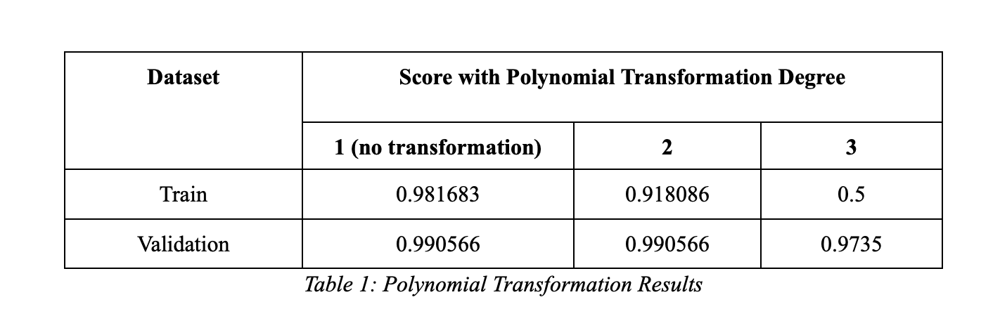 Dataset
Score with Polynomial Transformation Degree
1 (no transformation)
2
3
Train
0.981683
0.918086
0.5
Validation
0.990566
0.990566
0.9735
Table 1: Polynomial Transformation Results